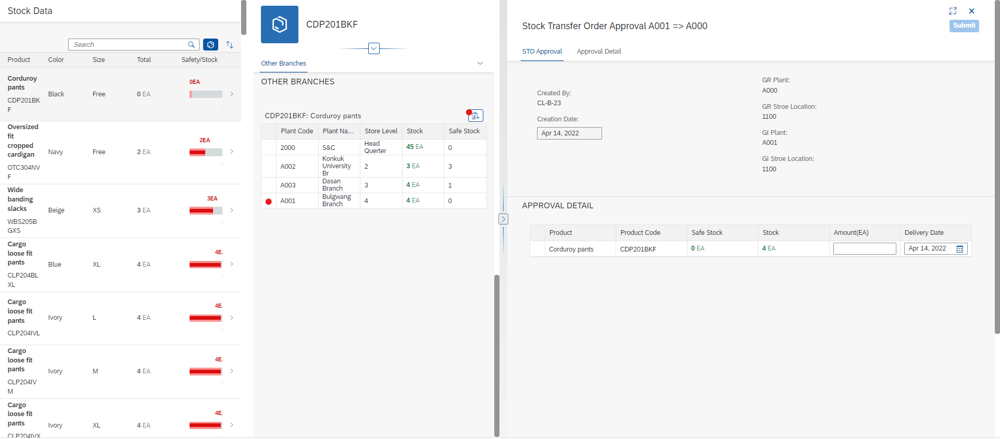 Stock Data
Search
Product Color Size Total Safety/Stock
Corduroy
pants
CDP201BK
F
Black Free 0 EA
0EA
Oversized
fit
cropped
cardigan
OTC304NV
F
Navy Free 2 EA
2EA
Wide
banding
slacks
WBS205B
GXS
Beige XS 3 EA
3EA
Cargo
loose fit
pants
CLP204BL
XL
Blue XL 4 EA
4E
Cargo
loose fit
pants
CLP204IVL
Ivory L 4 EA
4E
Cargo
loose fit
pants
CLP204IV
M
Ivory M 4 EA
4E
Cargo
loose fit
pants
CLP204IVX
Ivory XL 4 EA
4E
CDP201BKF
Other Branches
OTHER BRANCHES
CDP201BKF: Corduroy pants
Plant Code Plant Na... Store Level Stock Safe Stock
2000 S&C Head
Querter 45 EA 0
A002 Konkuk
University
Br 2 3 EA 3
A003 Dasan
Branch 3 4 EA 1
A001 Bulgwang
Branch 4 4 EA 0
Stock Transfer Order Approval A001 => A000
Submit
STO Approval Approval Detail
Created By:
CL-B-23
Creation Date:
Apr 14, 2022
GR Plant:
A000
GR Stroe Location:
1100
GI Plant:
A001
GI Stroe Location:
1100
APPROVAL DETAIL
Product Product Code Safe Stock Stock Amount(EA) Delivery Date
Corduroy pants CDP201BKF 0 EA 4 EA Apr 14, 2022